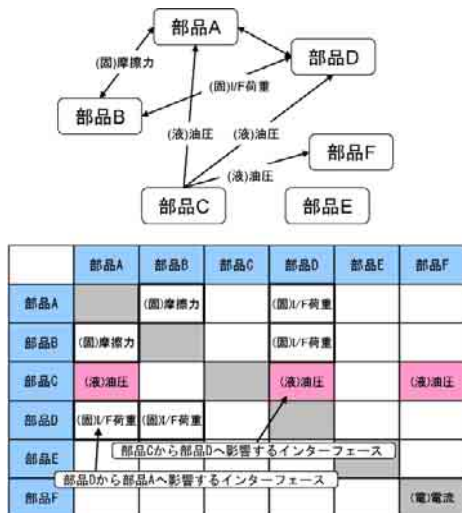 部品A
部品D
(固)摩擦力
(固)I/F荷重
部品B
(液)油圧
(液)油圧
部品F
(液)油圧
部品C
部品E
部品A 部品B 部品C 部品D 部品E 部品F
部品A (固)摩擦力 (固)I/F荷重
部品B (固)摩擦力 (固)I/F荷重
部品C (液)油圧 (液)油圧 (液)油圧
部品D (固)I/F荷重 (固)I/F荷重
部品Cから部品Dへ影響するインターフェース
部品E
部品Dから部品Aへ影響するインターフェース
部品F (電)電流